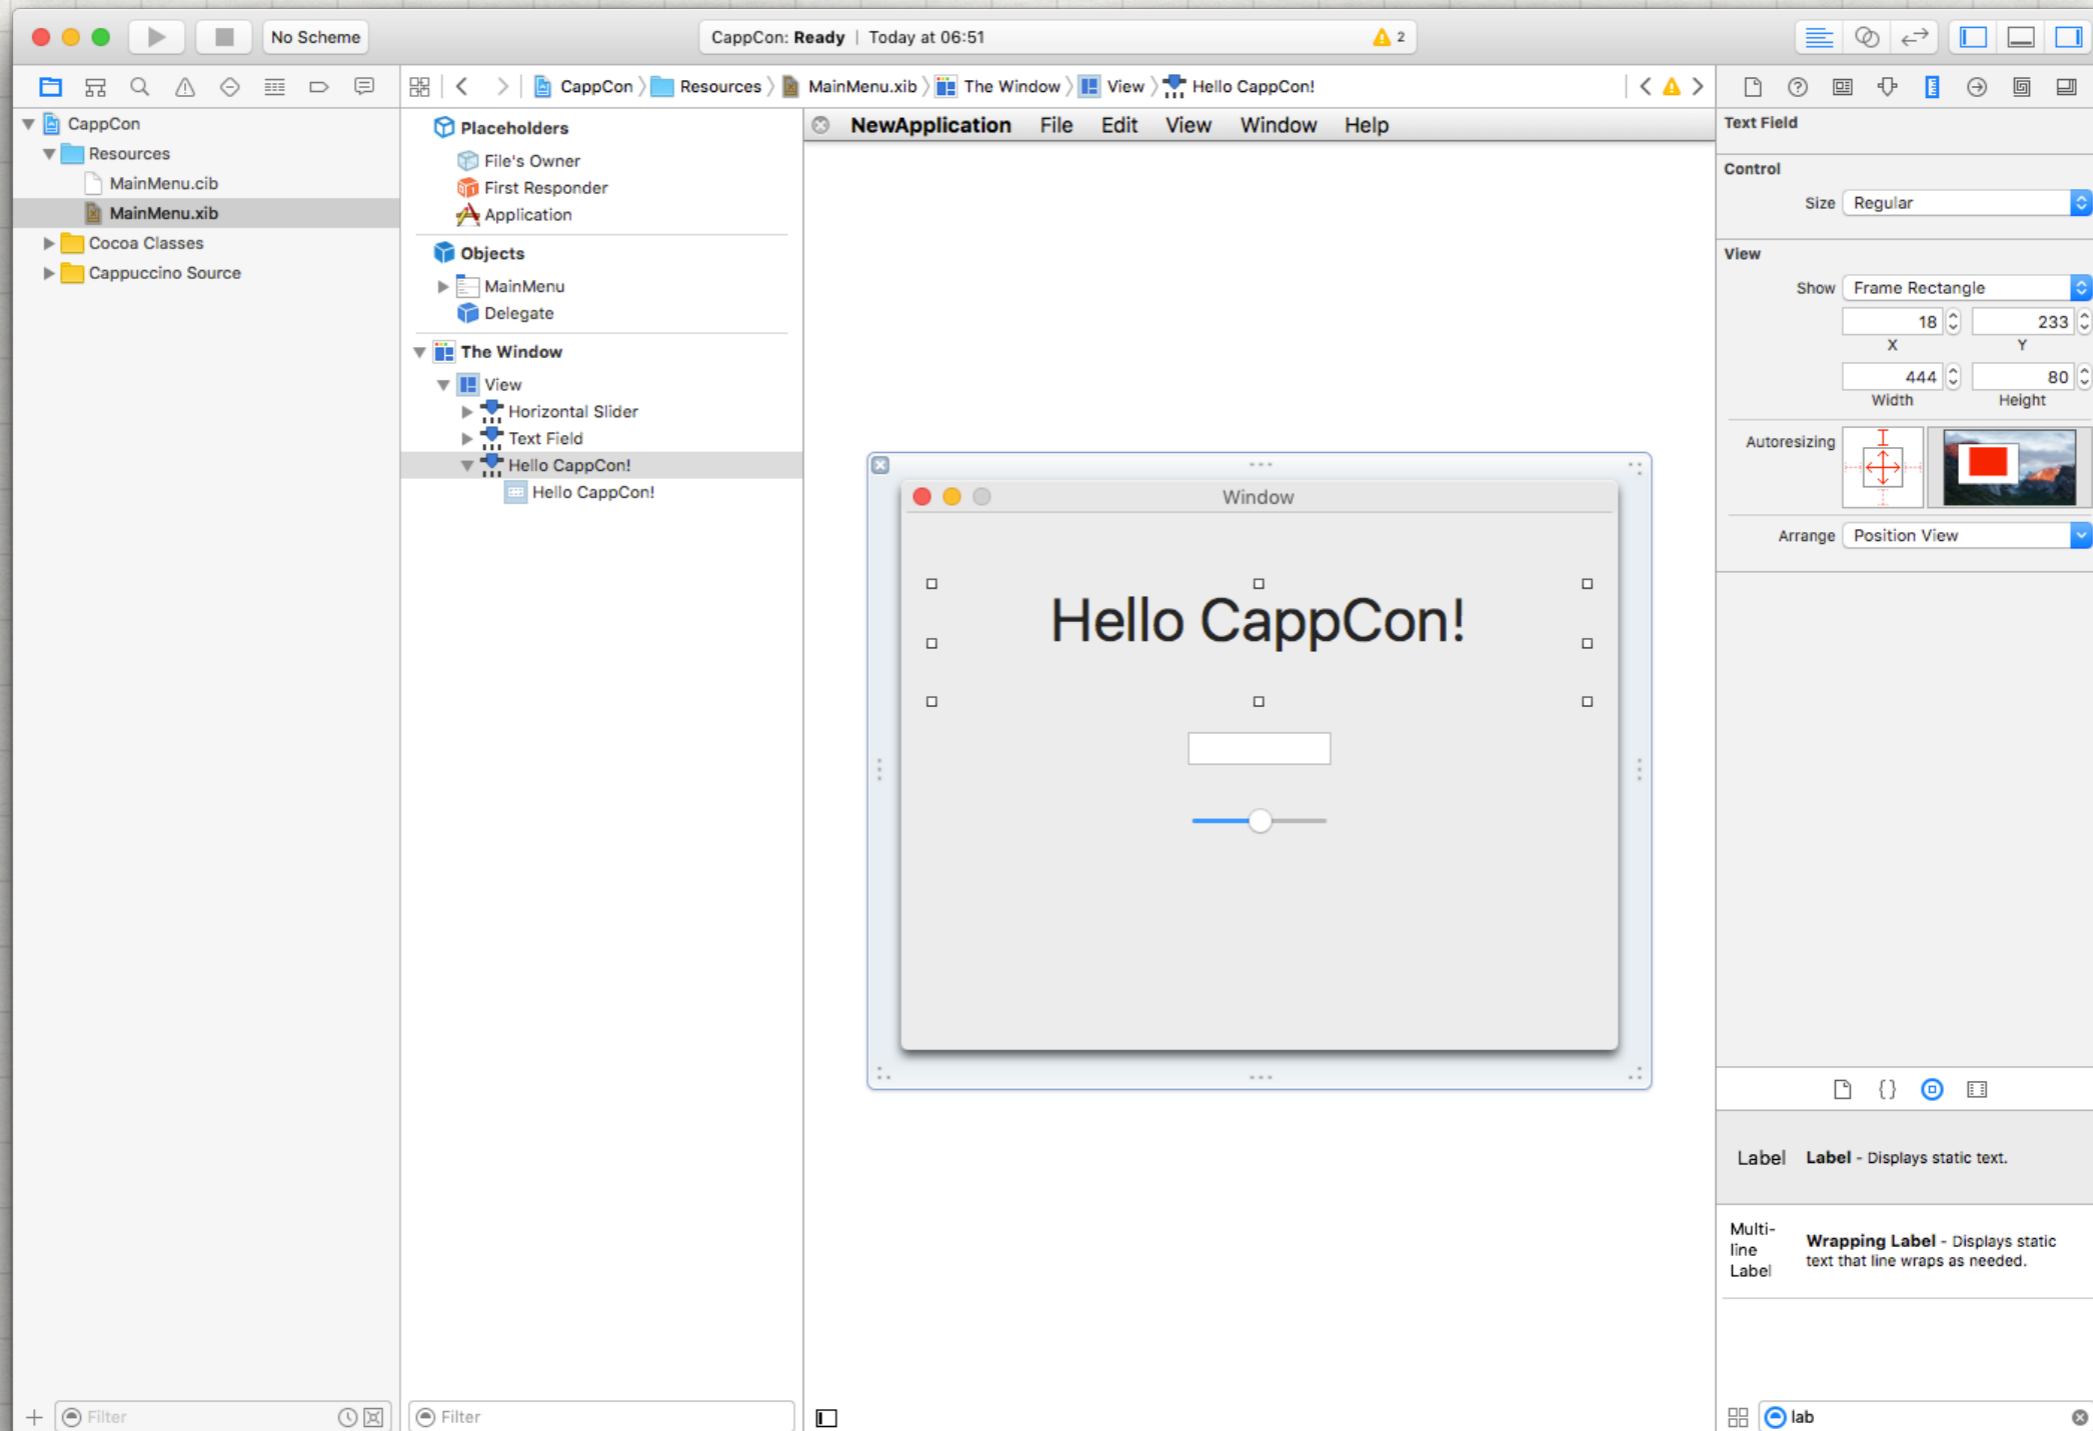 No Scheme
CappCon: Ready | Today at 06:51
2
CappCon
Resources
MainMenu.xib
The Window
View
Hello CappCon!
CappCon
Resources
MainMenu.cib
MainMenu.xib
Cocoa Classes
Cappuccino Source
Filter
Placeholders
File's Owner
First Responder
Application
Objects
MainMenu
Delegate
The Window
View
Horizontal Slider
Text Field
Hello CappCon!
Hello CappCon!
Filter
NewApplication File Edit View Window Help
Window
Hello CappCon!
Text Field
Control
Size Regular
View
Show Frame Rectangle
18 233
X Y
444 80
Width Height
Autoresizing
Arrange Position View
{}
Label Label - Displays static text.
Multi-
line
Label
Wrapping Label - Displays static
text that line wraps as needed.
lab